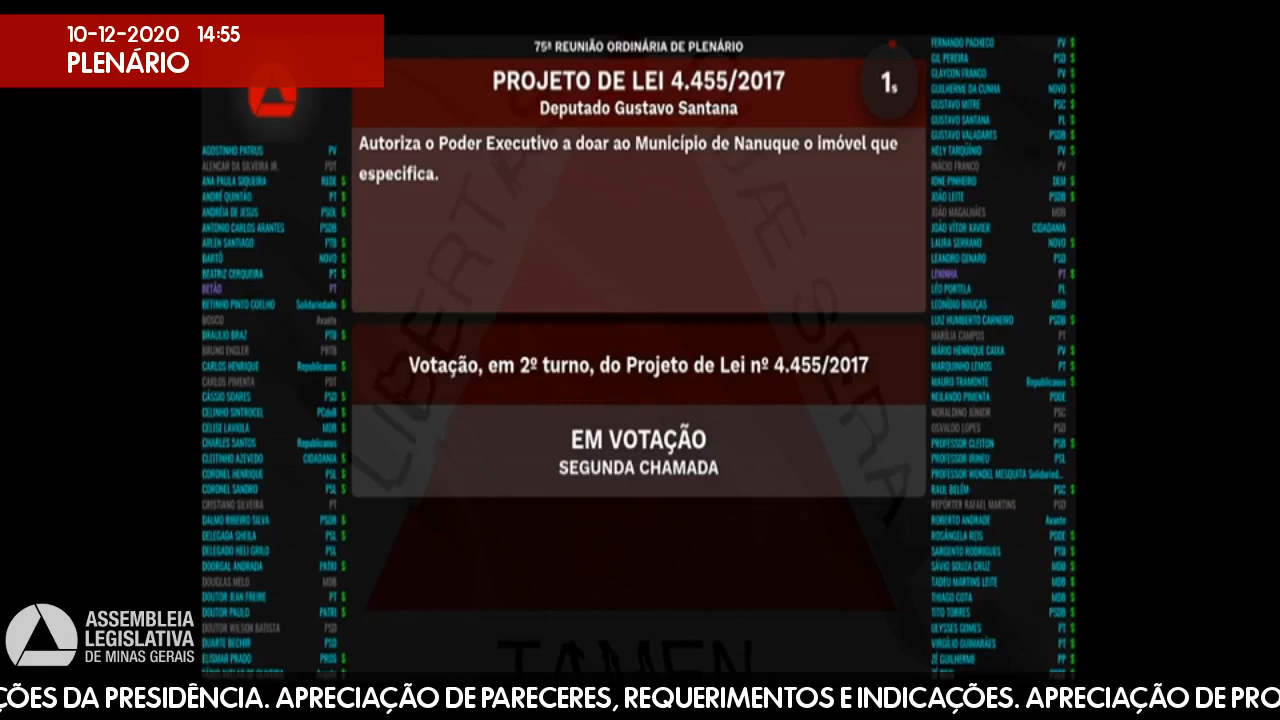 10-12-2020 14:55
PLENÁRIO
75ª REUNIÃO ORDINÁRIA DE PLENÁRIO
PROJETO DE LEI 4.455/2017
Deputado Gustavo Santana
1s
Autoriza o Poder Executivo a doar ao Município de Nanuque o imóvel que
especifica.
Votação, em 2º turno, do Projeto de Lei nº 4.455/2017
EM VOTAÇÃO
SEGUNDA CHAMADA
AGOSTINHO PATRUS PV
ALENCAR DA SILVEIRA JR. PDT
ANA PAULA SIQUEIRA REDE S
ANDRÉ QUINTÃO PT S
ANDRÉIA DE JESUS PSOL S
ANTONIO CARLOS ARANTES PSDB
ARLEN SANTIAGO PTB S
BARTÔ NOVO S
BEATRIZ CERQUEIRA PT S
BETÃO PT
BETINHO PINTO COELHO Solidariedade S
BOSCO Avante
BRAULIO BRAZ PTB S
BRUNO ENGLER PRTB
CARLOS HENRIQUE Republicanos S
CARLOS PIMENTA PDT
CÁSSIO SOARES PSD S
CELINHO SINTROCEL PCdoB S
CELISE LAVIOLA MDB S
CHARLES SANTOS Republicanos
CLEITINHO AZEVEDO CIDADANIA S
CORONEL HENRIQUE PSL S
CORONEL SANDRO PSL S
CRISTIANO SILVEIRA PT
DALMO RIBEIRO SILVA PSDB S
DELEGADA SHEILA PSL S
DELEGADO HELI GRILO PSL
DOORGAL ANDRADA PATRI S
DOUGLAS MELO MDB
DOUTOR JEAN FREIRE PT S
DOUTOR PAULO PATRI S
DOUTOR WILSON BATISTA PSD
DUARTE BECHIR PSD
ELISMAR PRADO PROS S
FERNANDO PACHECO PV S
GIL PEREIRA PSD S
GLAYCON FRANCO PV S
GUILHERME DA CUNHA NOVO S
GUSTAVO MITRE PSC S
GUSTAVO SANTANA PL S
GUSTAVO VALADARES PSDB S
HELY TARQÜÍNIO PV S
INÁCIO FRANCO PV
IONE PINHEIRO DEM S
JOÃO LEITE PSDB S
JOÃO MAGALHÃES MDB
JOÃO VÍTOR XAVIER CIDADANIA
LAURA SERRANO NOVO S
LEANDRO GENARO PSD
LENINHA PT S
LÉO PORTELA PL
LEONÍDIO BOUÇAS MDB
LUIZ HUMBERTO CARNEIRO PSDB S
MARÍLIA CAMPOS PT
MÁRIO HENRIQUE CAIXA PV S
MARQUINHO LEMOS PT S
MAURO TRAMONTE Republicanos S
NEILANDO PIMENTA PODE
NORALDINO JÚNIOR PSC
OSVALDO LOPES PSD
PROFESSOR CLEITON PSB S
PROFESSOR IRINEU PSL
PROFESSOR WENDEL MESQUITA Solidaried...
RAUL BELÉM PSC S
REPÓRTER RAFAEL MARTINS PSD
ROBERTO ANDRADE Avante
ROSÂNGELA REIS PODE S
SARGENTO RODRIGUES PTB S
SÁVIO SOUZA CRUZ MDB S
TADEU MARTINS LEITE MDB S
THIAGO COTA MDB S
TITO TORRES PSDB S
ULYSSES GOMES PT S
VIRGÍLIO GUIMARÃES PT S
ZÉ GUILHERME PP S
ASSEMBLEIA
LEGISLATIVA
DE MINAS GERAIS
ÇÕES DA PRESIDÊNCIA. APRECIAÇÃO DE PARECERES, REQUERIMENTOS E INDICAÇÕES. APRECIAÇÃO DE PRO